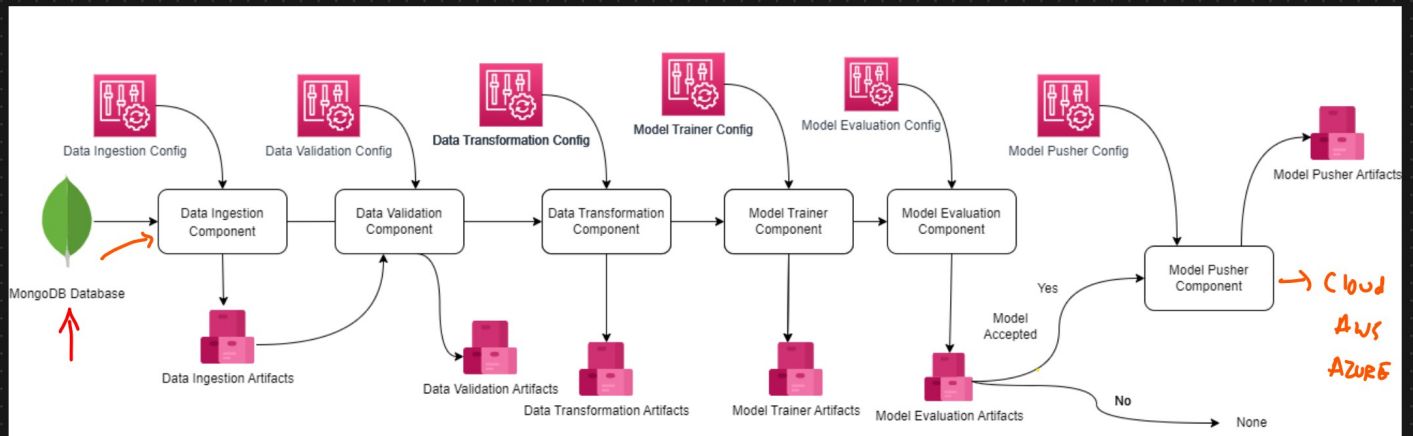 Data Ingestion Config
Data Validation Config
Data Transformation Config
Model Trainer Config
Model Evaluation Config
Model Pusher Config
Model Pusher Artifacts
MongoDB Database
Data Ingestion
Component
Data Validation
Component
Data Transformation
Component
Model Trainer
Component
Model Evaluation
Component
Model Pusher
Component
Yes
Model
Accepted
No
None
Cloud
AWS
AZURE
Data Ingestion Artifacts
Data Validation Artifacts
Data Transformation Artifacts
Model Trainer Artifacts
Model Evaluation Artifacts